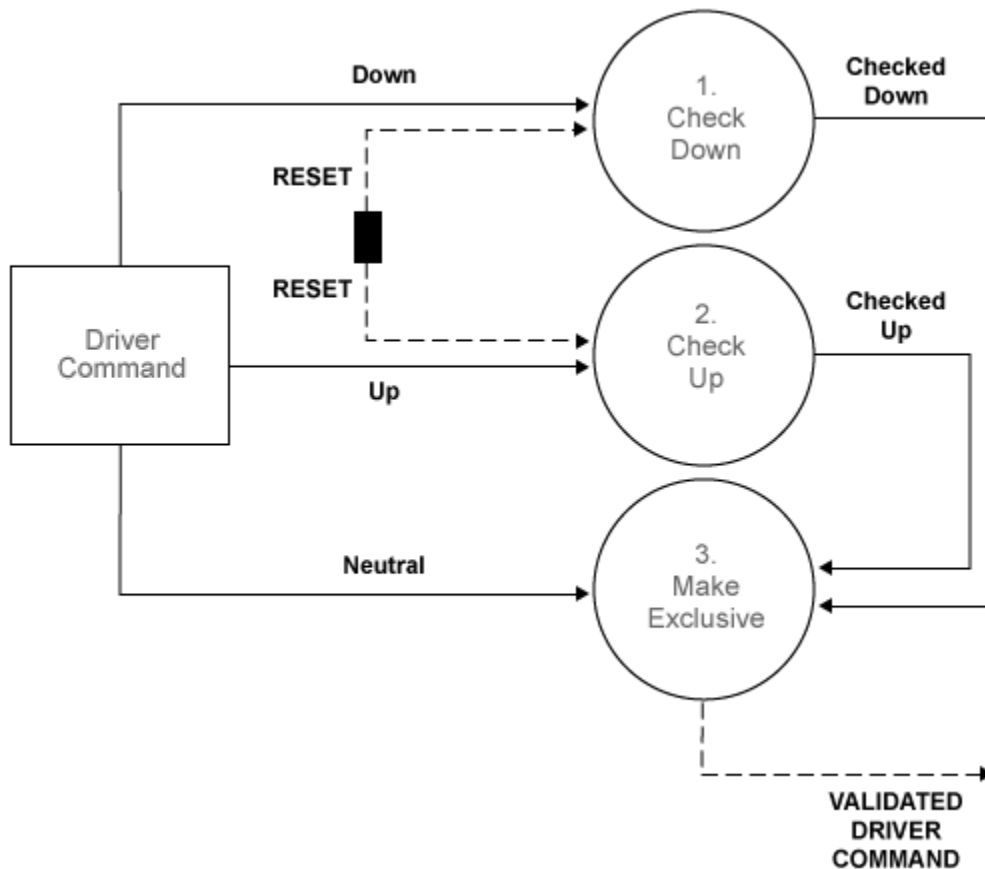 Down
Checked
Down
1.
Check
Down
RESET
RESET
Driver
Command
Up
2.
Check
Up
Checked
Up
Neutral
3.
Make
Exclusive
VALIDATED
DRIVER
COMMAND